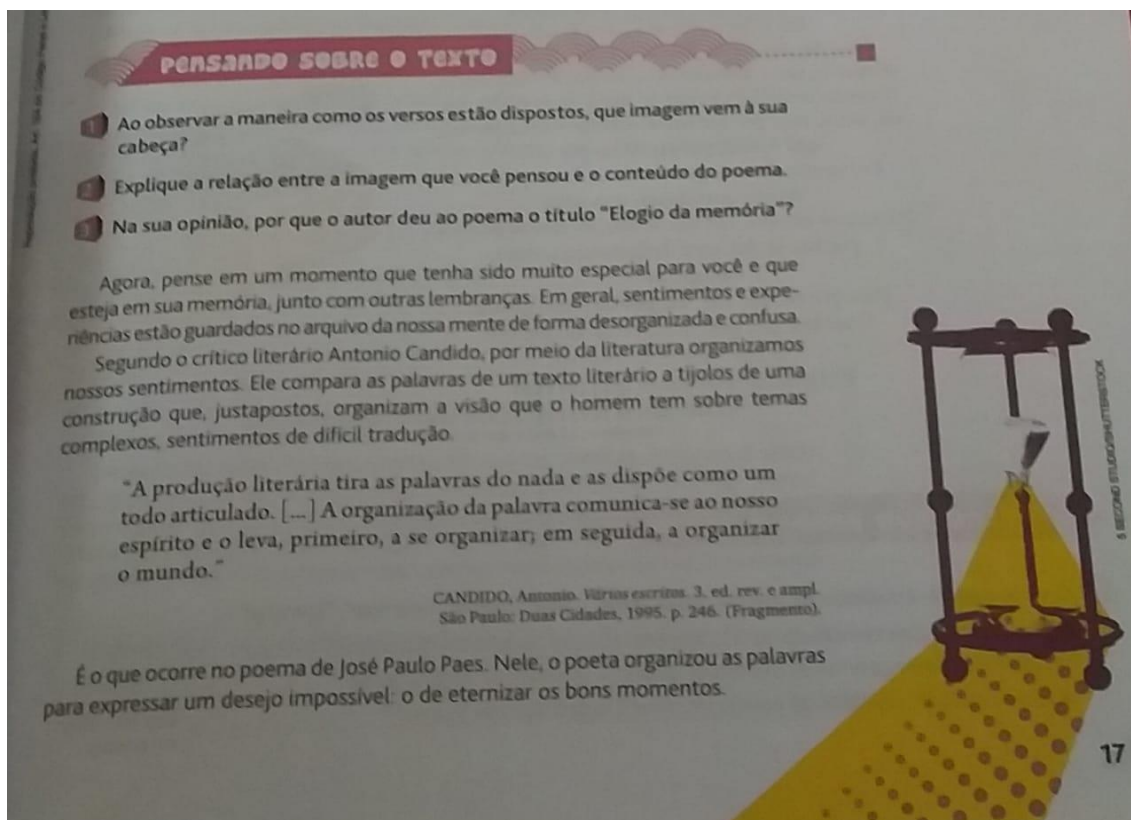 Pensando sobre o texto
1 Ao observar a maneira como os versos estão dispostos, que imagem vem à sua
cabeça?
2 Explique a relação entre a imagem que você pensou e o conteúdo do poema.
3 Na sua opinião, por que o autor deu ao poema o título "Elogio da memória"?
Agora, pense em um momento que tenha sido muito especial para você e que
esteja em sua memória, junto com outras lembranças. Em geral, sentimentos e expe-
riências estão guardados no arquivo da nossa mente de forma desorganizada e confusa.
Segundo o crítico literário Antonio Candido, por meio da literatura organizamos
nossos sentimentos. Ele compara as palavras de um texto literário a tijolos de uma
construção que, justapostos, organizam a visão que o homem tem sobre temas
complexos, sentimentos de difícil tradução.
"A produção literária tira as palavras do nada e as dispõe como um
todo articulado. [...] A organização da palavra comunica-se ao nosso
espírito e o leva, primeiro, a se organizar; em seguida, a organizar
o mundo."
CANDIDO, Antonio. Vários escritos. 3. ed. rev. e ampl.
São Paulo: Duas Cidades, 1995. p. 246. (Fragmento).
É o que ocorre no poema de José Paulo Paes. Nele, o poeta organizou as palavras
para expressar um desejo impossível: o de eternizar os bons momentos.
5 SECOND STUDIO/SHUTTERSTOCK
17